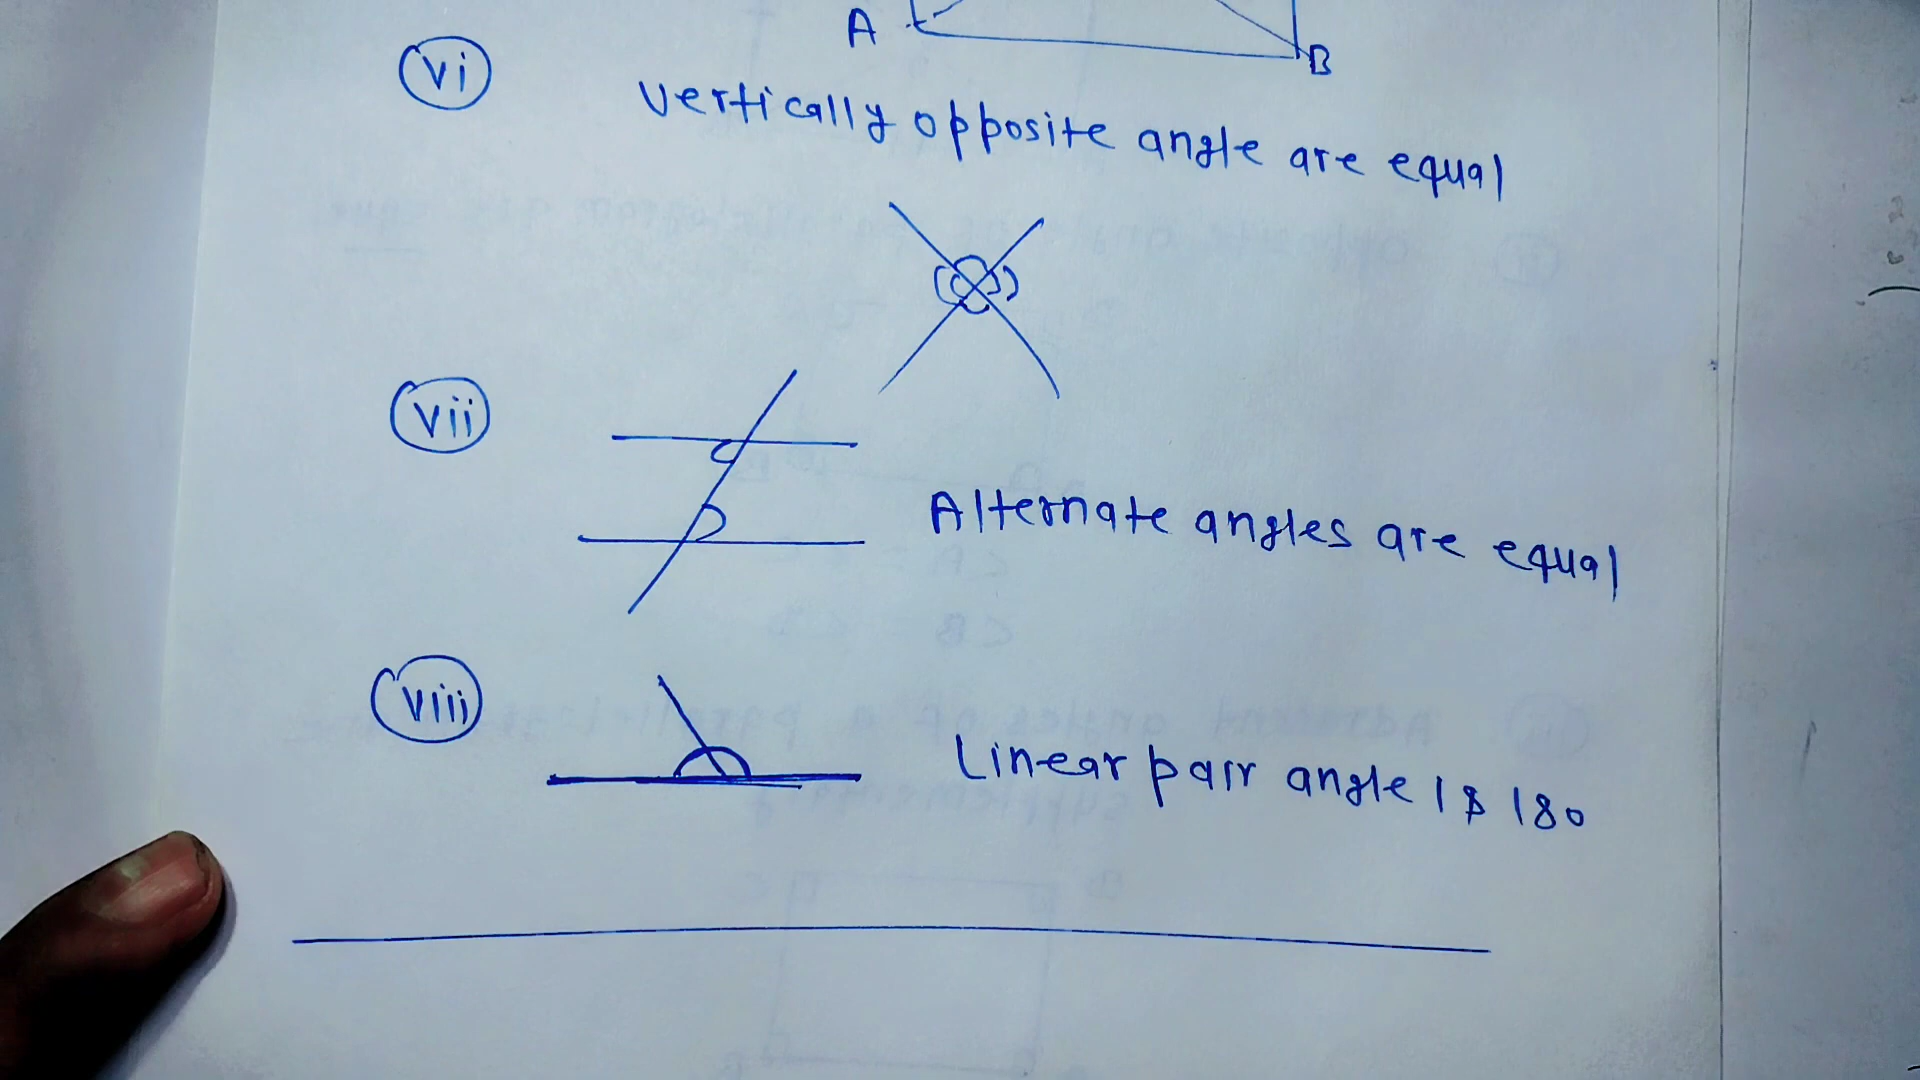 A
B
vi
vertically opposite angle are equal
vii
Alternate angles are equal
viii
Linear pair angle is 180